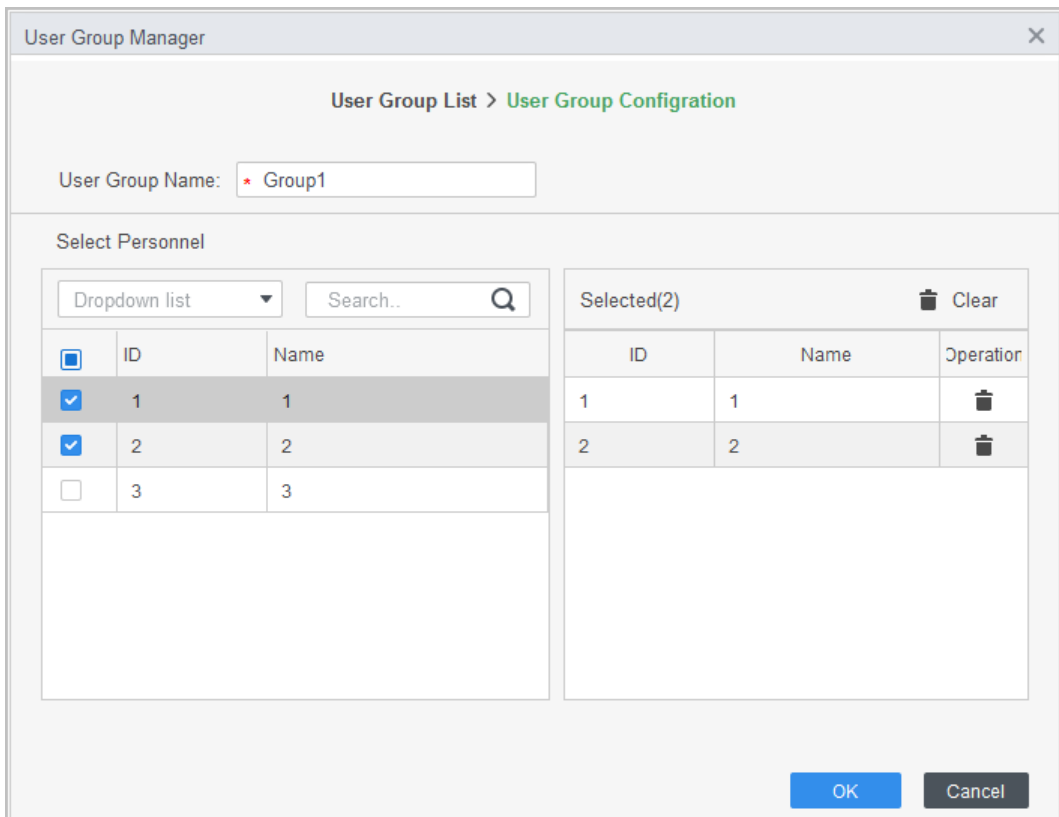 User Group Manager
User Group List > User Group Configration
User Group Name: * Group1
Select Personnel
Dropdown list Search.. Selected(2) Clear
ID Name ID Name Operation
1 1 1 1
2 2 2 2
3 3
OK Cancel